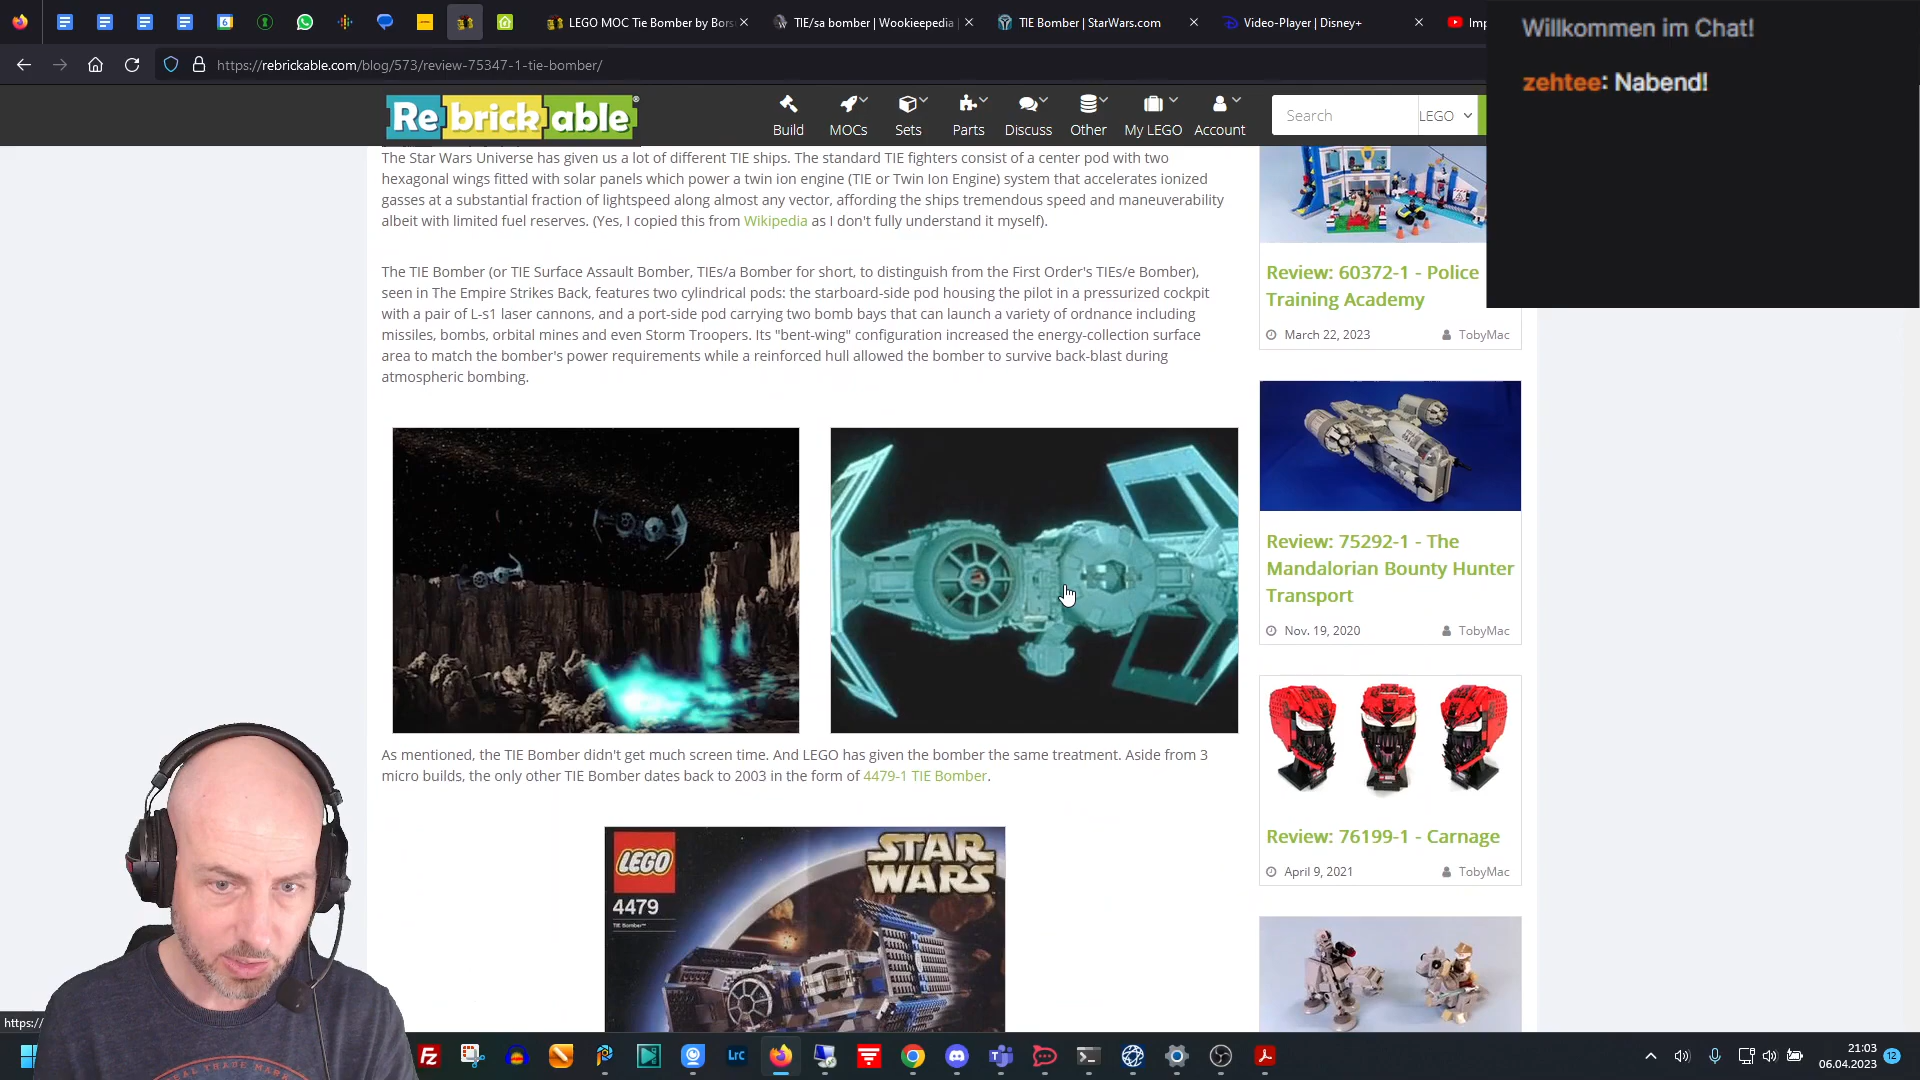 LEGO MOC Tie Bomber by Bors
TIE/sa bomber | Wookieepedia
TIE Bomber | StarWars.com
Video-Player | Disney+
Imp
https://rebrickable.com/blog/573/review-75347-1-tie-bomber/
Willkommen im Chat!
zehtee: Nabend!
Rebrickable
Build
MOCs
Sets
Parts
Discuss
Other
My LEGO
Account
Search
LEGO
The Star Wars Universe has given us a lot of different TIE ships. The standard TIE fighters consist of a center pod with two
hexagonal wings fitted with solar panels which power a twin ion engine (TIE or Twin Ion Engine) system that accelerates ionized
gasses at a substantial fraction of lightspeed along almost any vector, affording the ships tremendous speed and maneuverability
albeit with limited fuel reserves. (Yes, I copied this from Wikipedia as I don't fully understand it myself).
The TIE Bomber (or TIE Surface Assault Bomber, TIEs/a Bomber for short, to distinguish from the First Order's TIEs/e Bomber),
seen in The Empire Strikes Back, features two cylindrical pods: the starboard-side pod housing the pilot in a pressurized cockpit
with a pair of L-s1 laser cannons, and a port-side pod carrying two bomb bays that can launch a variety of ordnance including
missiles, bombs, orbital mines and even Storm Troopers. Its "bent-wing" configuration increased the energy-collection surface
area to match the bomber's power requirements while a reinforced hull allowed the bomber to survive back-blast during
atmospheric bombing.
As mentioned, the TIE Bomber didn't get much screen time. And LEGO has given the bomber the same treatment. Aside from 3
micro builds, the only other TIE Bomber dates back to 2003 in the form of 4479-1 TIE Bomber.
LEGO
STAR
WARS
4479
TIE Bomber
Review: 60372-1 - Police
Training Academy
March 22, 2023
TobyMac
Review: 75292-1 - The
Mandalorian Bounty Hunter
Transport
Nov. 19, 2020
TobyMac
Review: 76199-1 - Carnage
April 9, 2021
TobyMac
https://
Lrc
21:03
06.04.2023
12